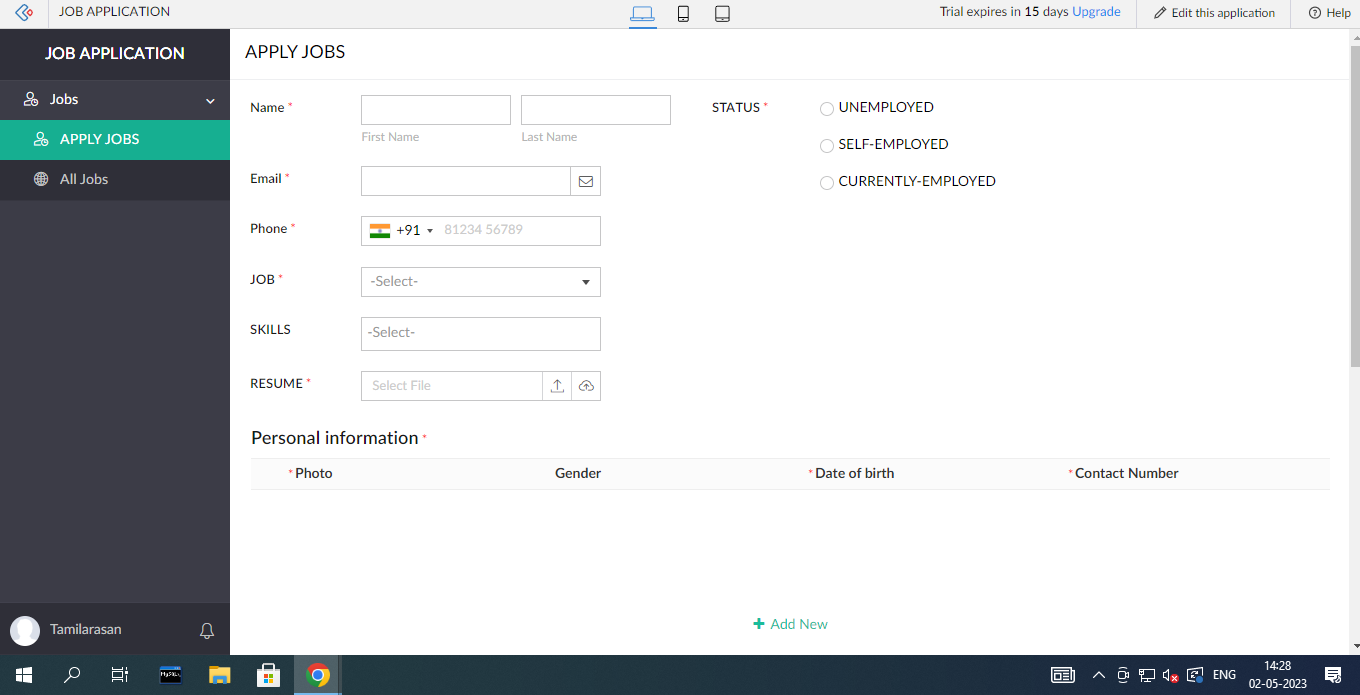 JOB APPLICATION
Trial expires in 15 days Upgrade
Edit this application
Help
JOB APPLICATION
Jobs
APPLY JOBS
All Jobs
Tamilarasan
APPLY JOBS
Name *
First Name
Last Name
Email *
Phone *
+91
81234 56789
JOB *
-Select-
SKILLS
-Select-
RESUME *
Select File
STATUS *
UNEMPLOYED
SELF-EMPLOYED
CURRENTLY-EMPLOYED
Personal information *
* Photo
Gender
* Date of birth
* Contact Number
+ Add New
ENG
14:28
02-05-2023